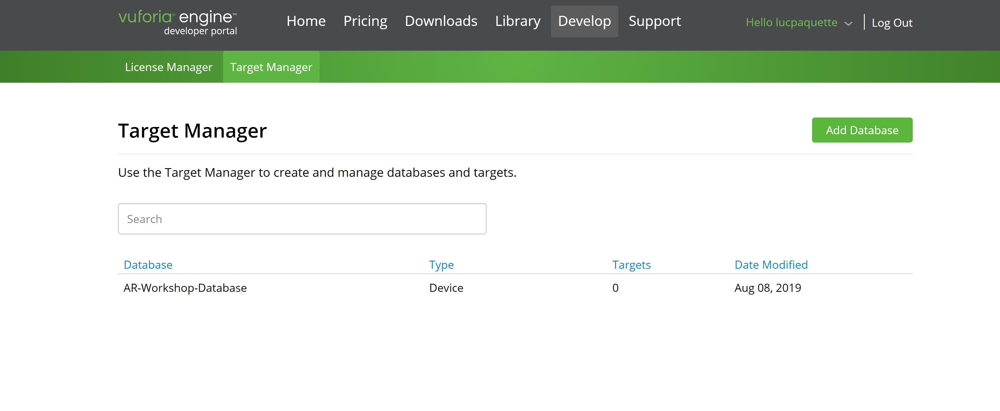 vuforia® engine™
developer portal
Home Pricing Downloads Library Develop Support
Hello lucpaquette Log Out
License Manager Target Manager
Target Manager
Add Database
Use the Target Manager to create and manage databases and targets.
Search
Database Type Targets Date Modified
AR-Workshop-Database Device 0 Aug 08, 2019